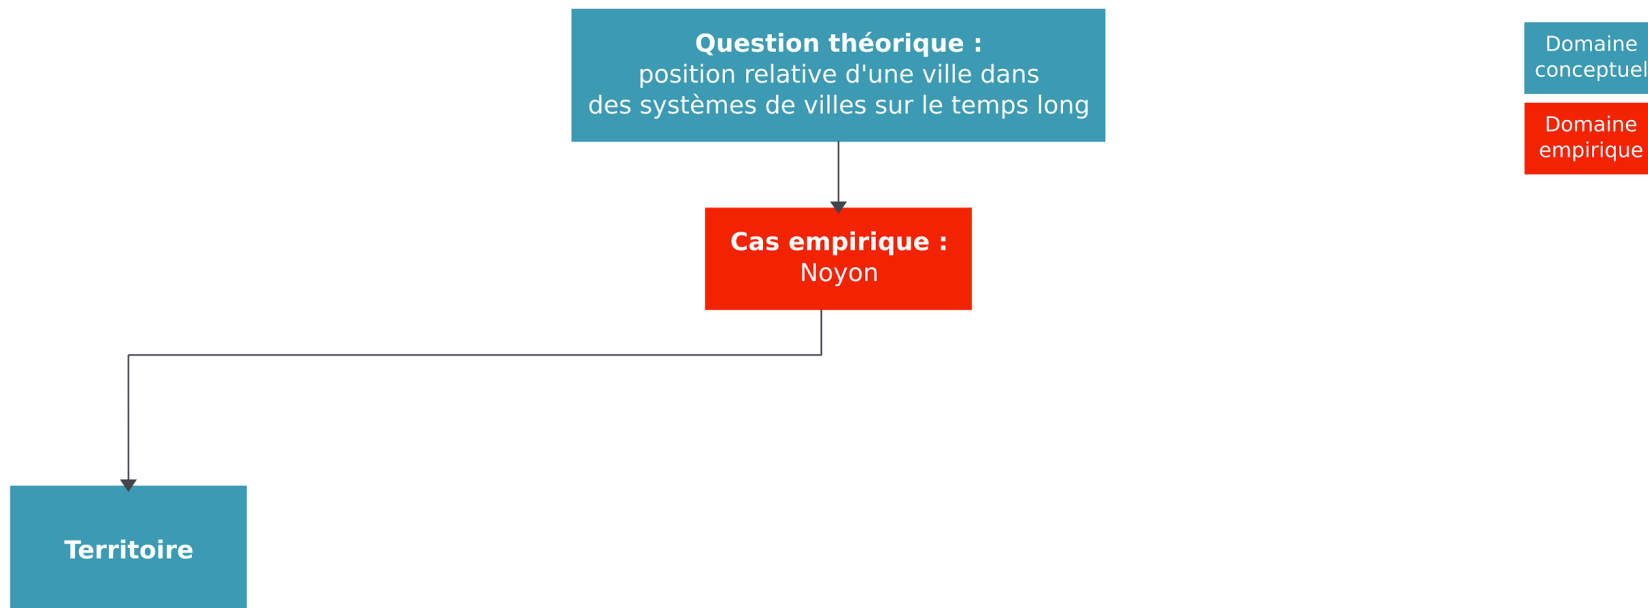 Question théorique :
position relative d'une ville dans
des systèmes de villes sur le temps long
Domaine
conceptuel
Domaine
empirique
Cas empirique :
Noyon
Territoire